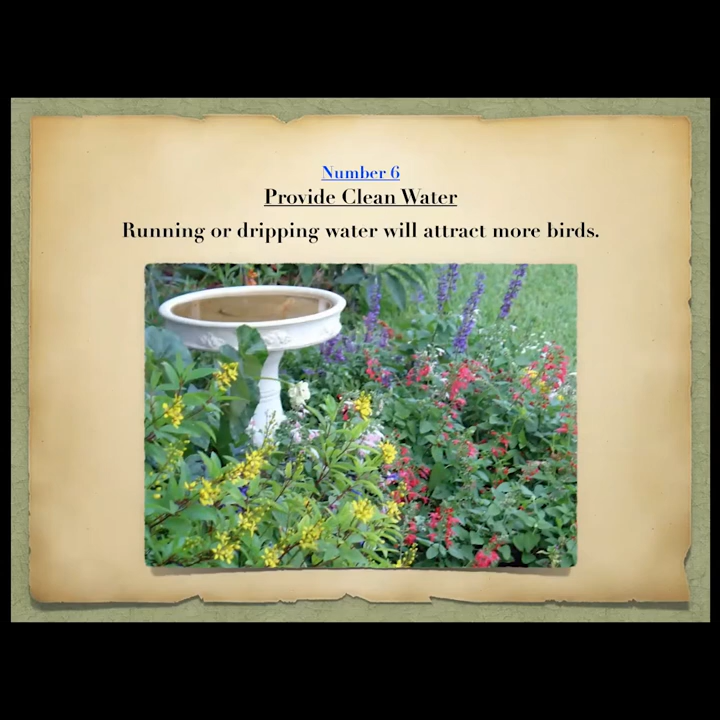 Number 6
Provide Clean Water
Running or dripping water will attract more birds.